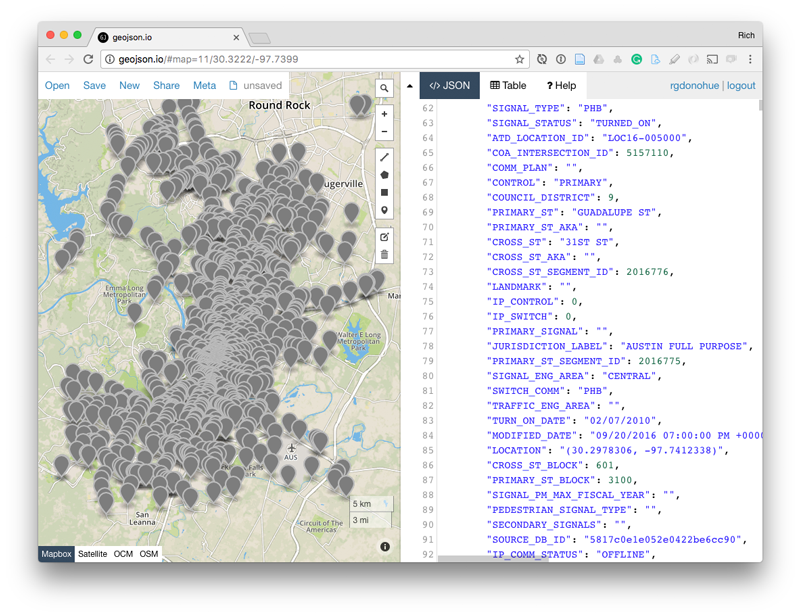 geojson.io
Rich
geojson.io/#map=11/30.3222/-97.7399
Open Save New Share Meta unsaved
</> JSON Table ? Help
rgdonohue | logout
Round Rock
ugerville
Emma Long
Metropolitan
Park
Walter E Long
Metropolitan
Park
Mar
AUS
Falls
San
Leanna
Circuit of The
Americas
5 km
3 mi
Mapbox Satellite OCM OSM
62 "SIGNAL_TYPE": "PHB",
63 "SIGNAL_STATUS": "TURNED_ON",
64 "ATD_LOCATION_ID": "LOC16-005000",
65 "COA_INTERSECTION_ID": 5157110,
66 "COMM_PLAN": "",
67 "CONTROL": "PRIMARY",
68 "COUNCIL_DISTRICT": 9,
69 "PRIMARY_ST": "GUADALUPE ST",
70 "PRIMARY_ST_AKA": "",
71 "CROSS_ST": "31ST ST",
72 "CROSS_ST_AKA": "",
73 "CROSS_ST_SEGMENT_ID": 2016776,
74 "LANDMARK": "",
75 "IP_CONTROL": 0,
76 "IP_SWITCH": 0,
77 "PRIMARY_SIGNAL": "",
78 "JURISDICTION_LABEL": "AUSTIN FULL PURPOSE",
79 "PRIMARY_ST_SEGMENT_ID": 2016775,
80 "SIGNAL_ENG_AREA": "CENTRAL",
81 "SWITCH_COMM": "PHB",
82 "TRAFFIC_ENG_AREA": "",
83 "TURN_ON_DATE": "02/07/2010",
84 "MODIFIED_DATE": "09/20/2016 07:00:00 PM +000
85 "LOCATION": "(30.2978306, -97.7412338)",
86 "CROSS_ST_BLOCK": 601,
87 "PRIMARY_ST_BLOCK": 3100,
88 "SIGNAL_PM_MAX_FISCAL_YEAR": "",
89 "PEDESTRIAN_SIGNAL_TYPE": "",
90 "SECONDARY_SIGNALS": "",
91 "SOURCE_DB_ID": "5817c0e1e052e0422be6cc90",
92 "IP_COMM_STATUS": "OFFLINE",